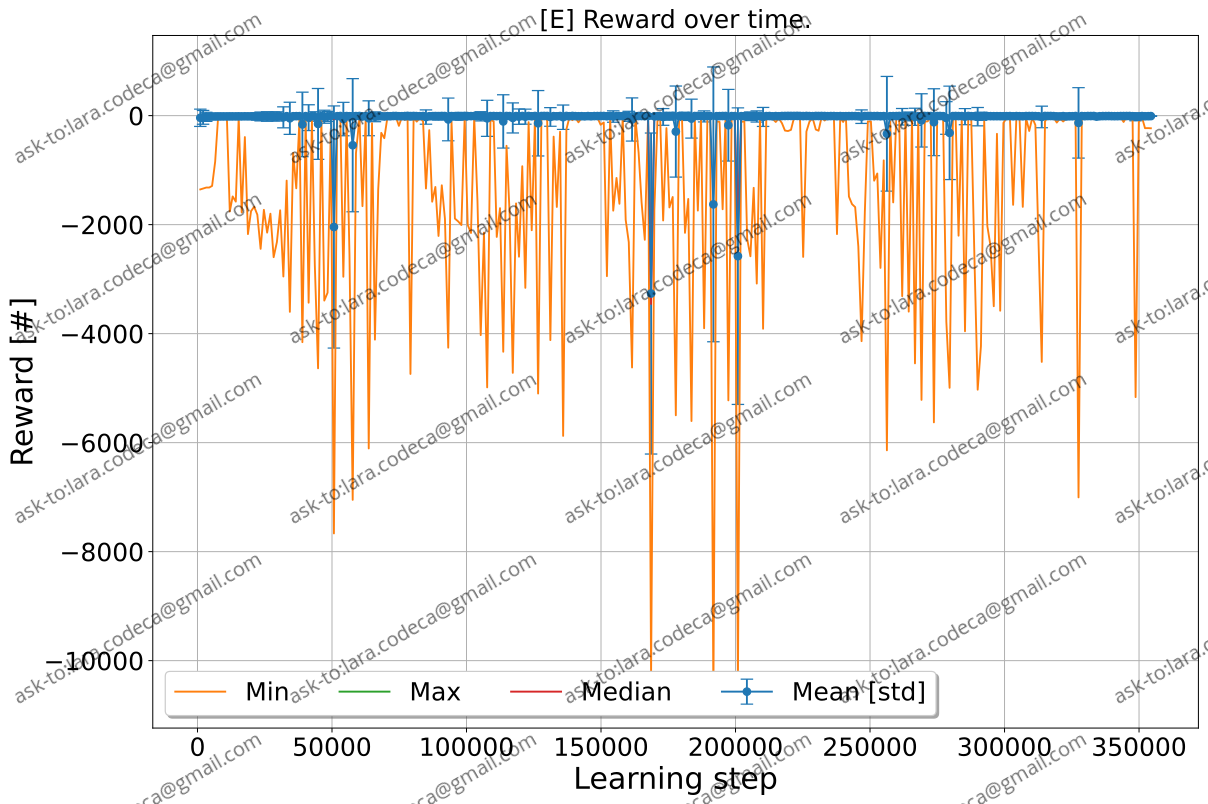 [E] Reward over time.
Reward [#]
0
−2000
−4000
−6000
−8000
−10000
Min Max Median Mean [std]
0 50000 100000 150000 200000 250000 300000 350000
Learning step
ask-to:lara.codeca@gmail.com